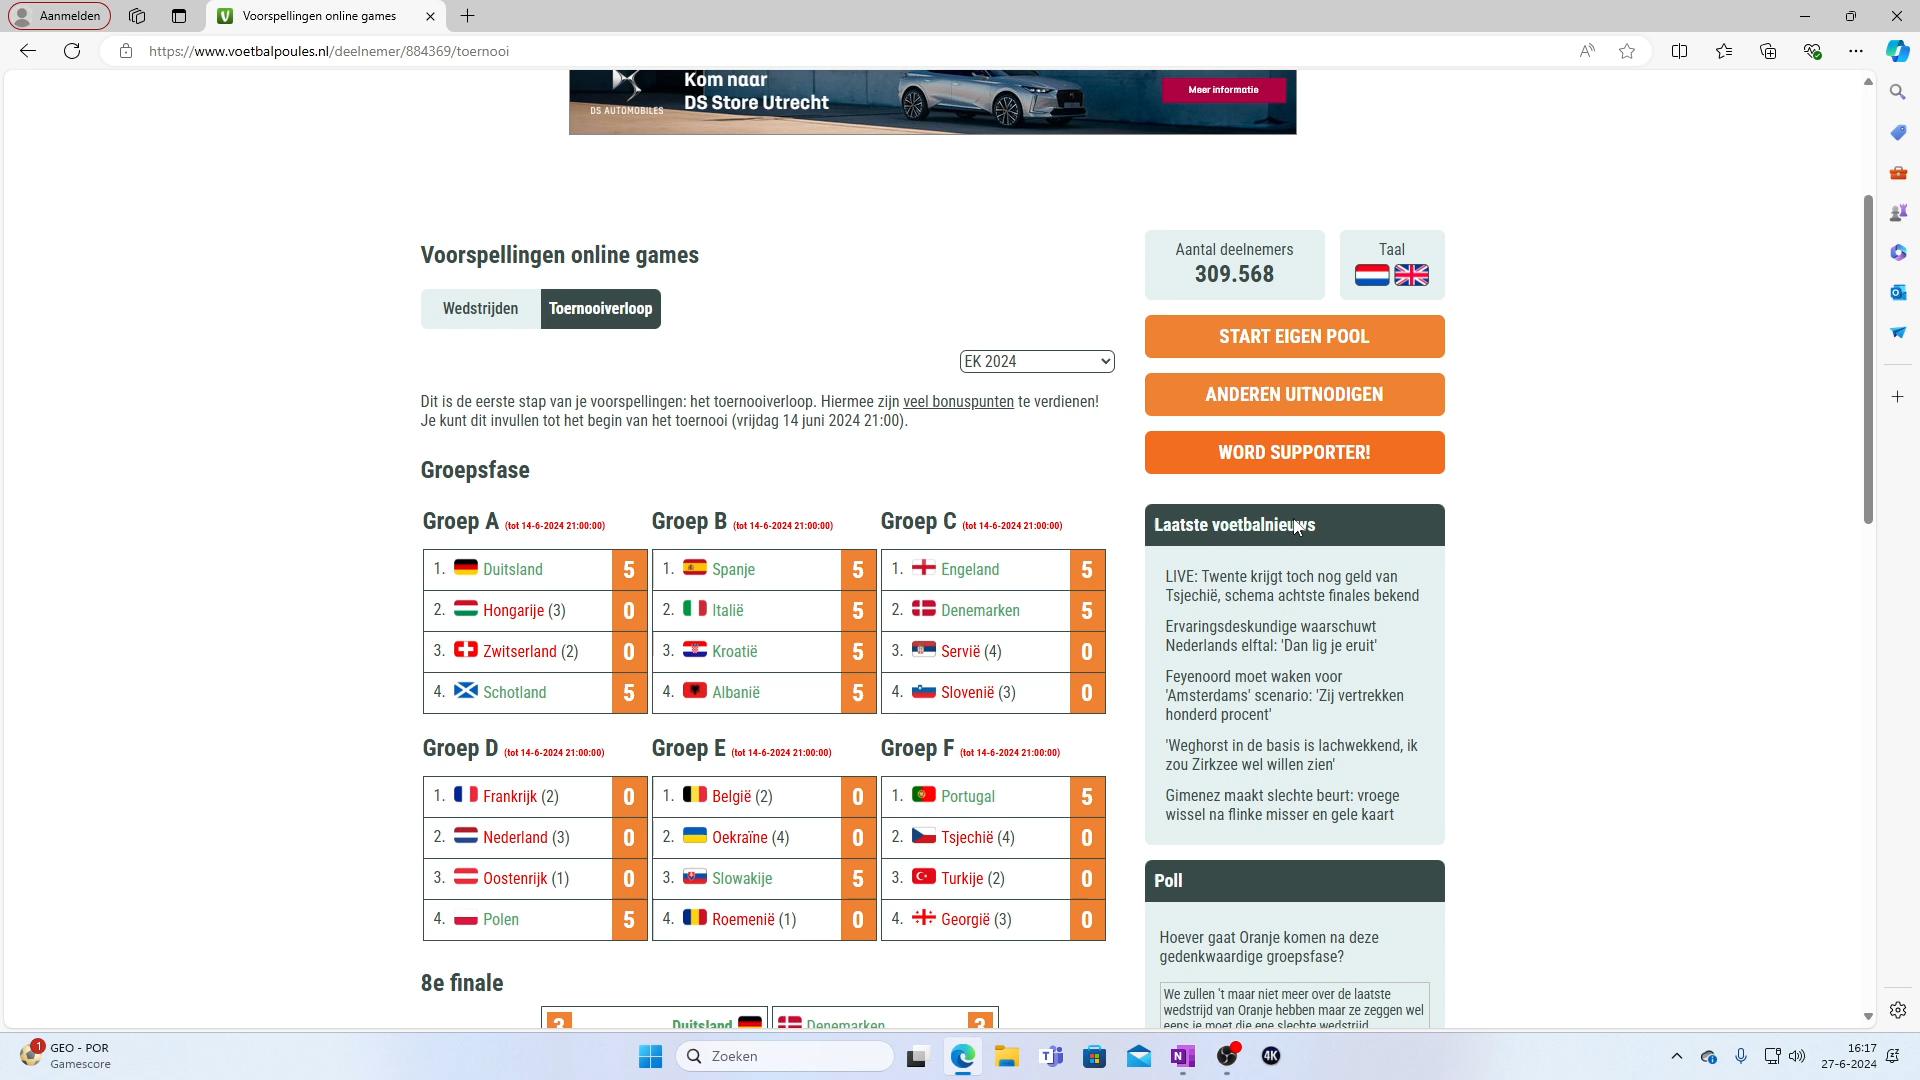 Aanmelden
Voorspellingen online games
https://www.voetbalpoules.nl/deelnemer/884369/toernooi
DS AUTOMOBILES
Kom naar
DS Store Utrecht
Meer informatie
Voorspellingen online games
Wedstrijden
Toernooiverloop
EK 2024
Dit is de eerste stap van je voorspellingen: het toernooiverloop. Hiermee zijn veel bonuspunten te verdienen!
Je kunt dit invullen tot het begin van het toernooi (vrijdag 14 juni 2024 21:00).
Groepsfase
Groep A (tot 14-6-2024 21:00:00)
1. Duitsland 5
2. Hongarije (3) 0
3. Zwitserland (2) 0
4. Schotland 5
Groep B (tot 14-6-2024 21:00:00)
1. Spanje 5
2. Italië 5
3. Kroatië 5
4. Albanië 5
Groep C (tot 14-6-2024 21:00:00)
1. Engeland 5
2. Denemarken 5
3. Servië (4) 0
4. Slovenië (3) 0
Groep D (tot 14-6-2024 21:00:00)
1. Frankrijk (2) 0
2. Nederland (3) 0
3. Oostenrijk (1) 0
4. Polen 5
Groep E (tot 14-6-2024 21:00:00)
1. België (2) 0
2. Oekraïne (4) 0
3. Slowakije 5
4. Roemenië (1) 0
Groep F (tot 14-6-2024 21:00:00)
1. Portugal 5
2. Tsjechië (4) 0
3. Turkije (2) 0
4. Georgië (3) 0
8e finale
3 Duitsland Denemarken 3
Aantal deelnemers
309.568
Taal
START EIGEN POOL
ANDEREN UITNODIGEN
WORD SUPPORTER!
Laatste voetbalnieuws
LIVE: Twente krijgt toch nog geld van
Tsjechië, schema achtste finales bekend
Ervaringsdeskundige waarschuwt
Nederlands elftal: 'Dan lig je eruit'
Feyenoord moet waken voor
'Amsterdams' scenario: 'Zij vertrekken
honderd procent'
'Weghorst in de basis is lachwekkend, ik
zou Zirkzee wel willen zien'
Gimenez maakt slechte beurt: vroege
wissel na flinke misser en gele kaart
Poll
Hoever gaat Oranje komen na deze
gedenkwaardige groepsfase?
We zullen 't maar niet meer over de laatste
wedstrijd van Oranje hebben maar ze zeggen wel
eens je moet die ene slechte wedstrijd
1
GEO - POR
Gamescore
Zoeken
4K
16:17
27-6-2024